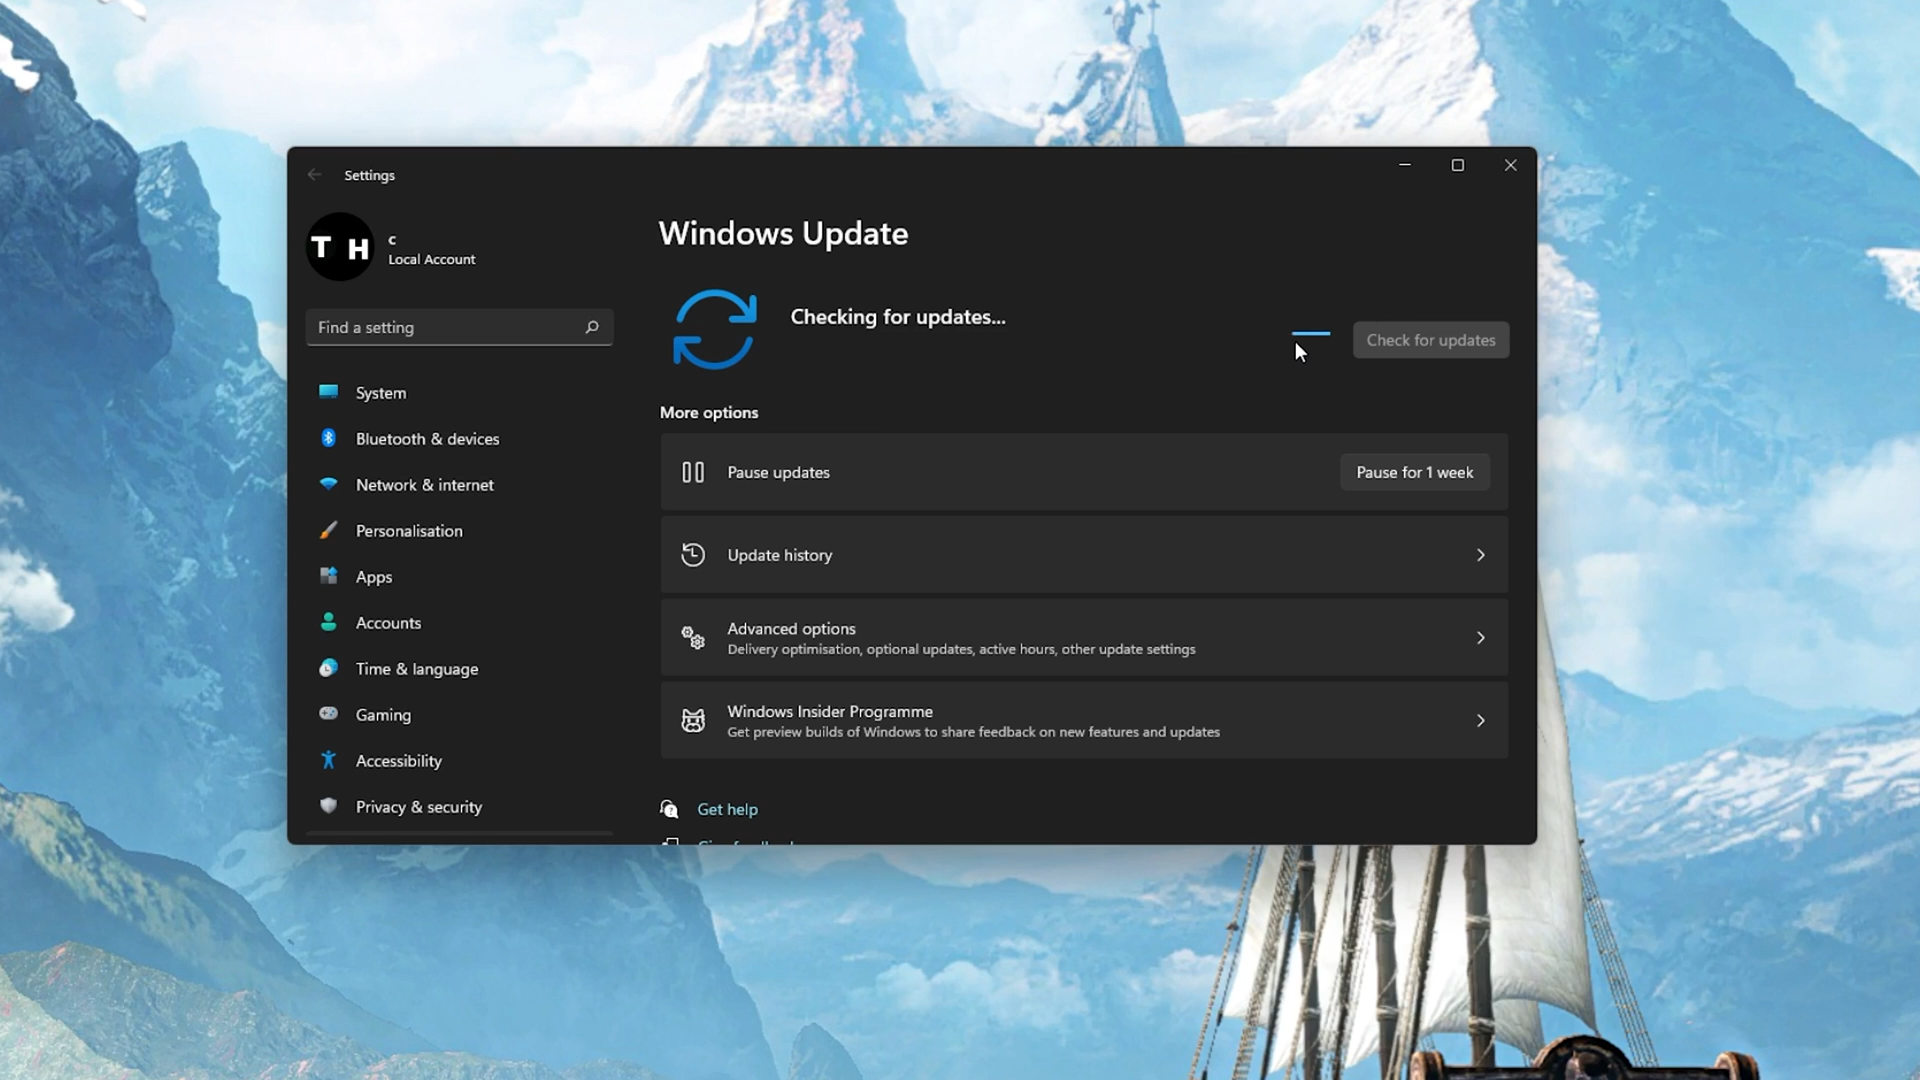 Settings
T H
c
Local Account
Find a setting
System
Bluetooth & devices
Network & internet
Personalisation
Apps
Accounts
Time & language
Gaming
Accessibility
Privacy & security
Windows Update
Checking for updates...
Check for updates
More options
Pause updates
Pause for 1 week
Update history
Advanced options
Delivery optimisation, optional updates, active hours, other update settings
Windows Insider Programme
Get preview builds of Windows to share feedback on new features and updates
Get help